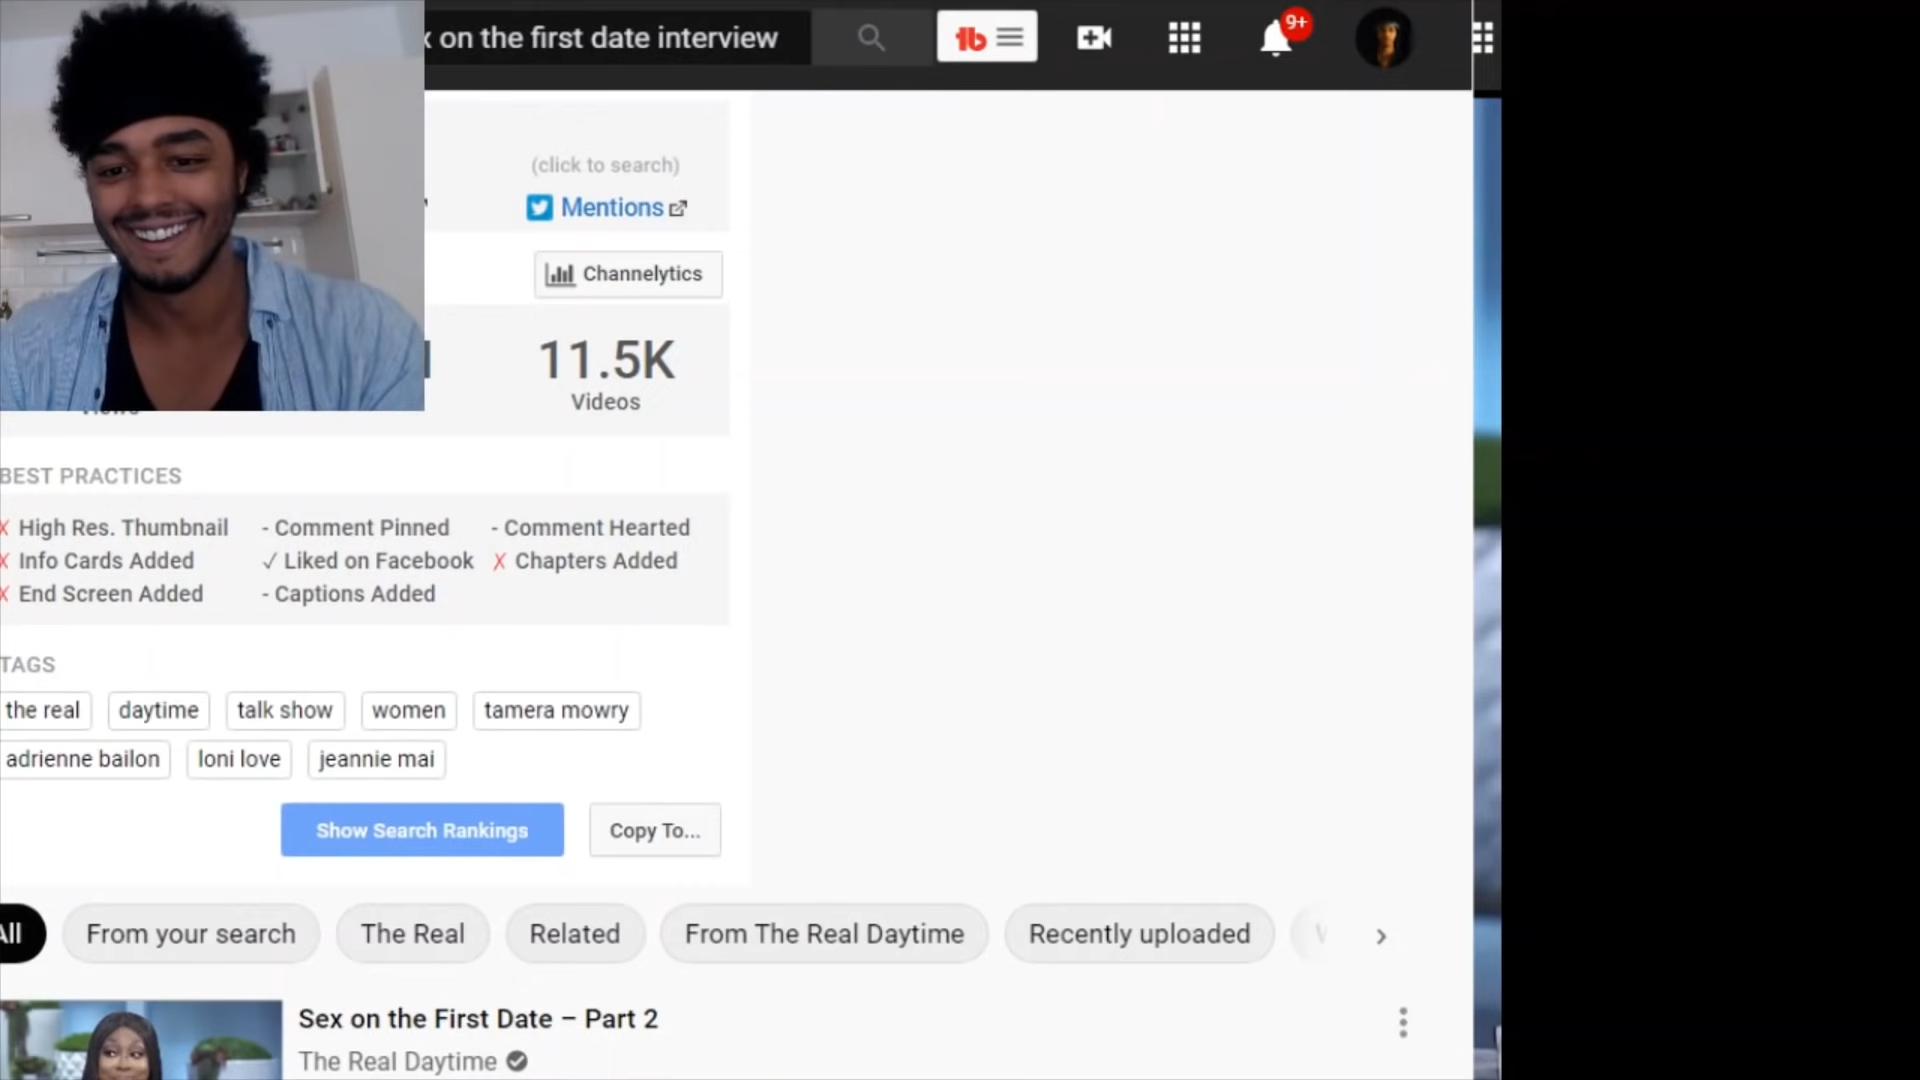 on the first date interview
9+
(click to search)
Mentions
Channelytics
11.5K
Videos
BEST PRACTICES
X High Res. Thumbnail - Comment Pinned - Comment Hearted
X Info Cards Added ✓ Liked on Facebook X Chapters Added
X End Screen Added - Captions Added
TAGS
the real daytime talk show women tamera mowry
adrienne bailon loni love jeannie mai
Show Search Rankings Copy To...
All From your search The Real Related From The Real Daytime Recently uploaded
Sex on the First Date – Part 2
The Real Daytime